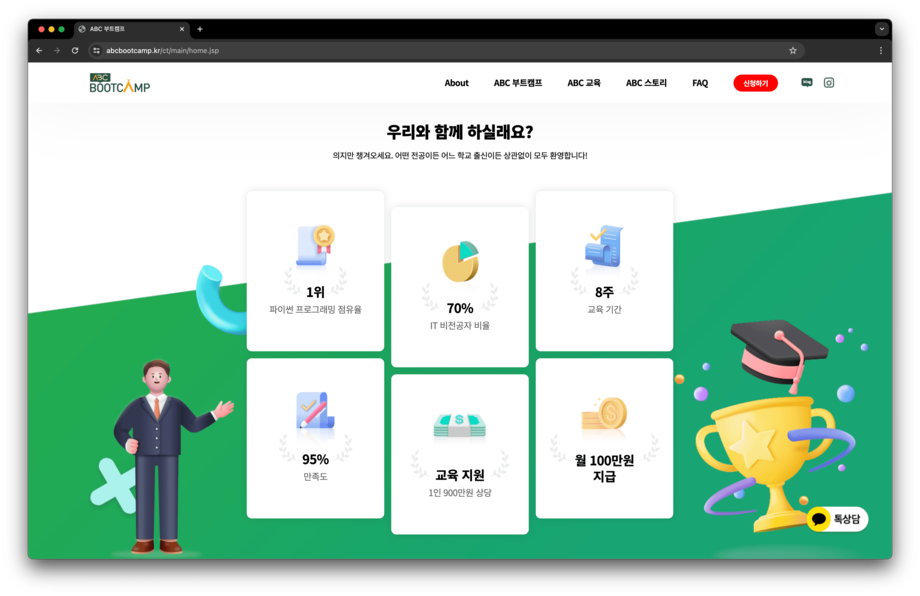 ABC 부트캠프
abcbootcamp.kr/ct/main/home.jsp
ABC
BOOTCAMP
About
ABC 부트캠프
ABC 교육
ABC 스토리
FAQ
신청하기
blog
우리와 함께 하실래요?
의지만 챙겨오세요. 어떤 전공이든 어느 학교 출신이든 상관없이 모두 환영합니다!
1위
파이썬 프로그래밍 점유율
70%
IT 비전공자 비율
8주
교육 기간
95%
만족도
$
교육 지원
1인 900만원 상당
$
월 100만원
지급
톡상담